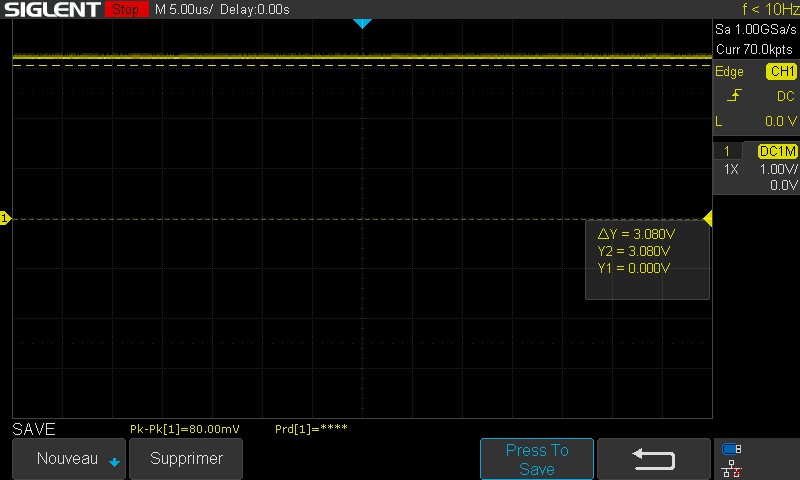 SIGLENT Stop M 5.00us/ Delay:0.00s f < 10Hz
Sa 1.00GSa/s
Curr 70.0kpts
Edge CH1
DC
L 0.0 V
1 DC1M
1X 1.00V/
0.0V
1
△Y = 3.080V
Y2 = 3.080V
Y1 = 0.000V
SAVE Pk-Pk[1]=80.00mV Prd[1]=****
Nouveau
Supprimer
Press To
Save